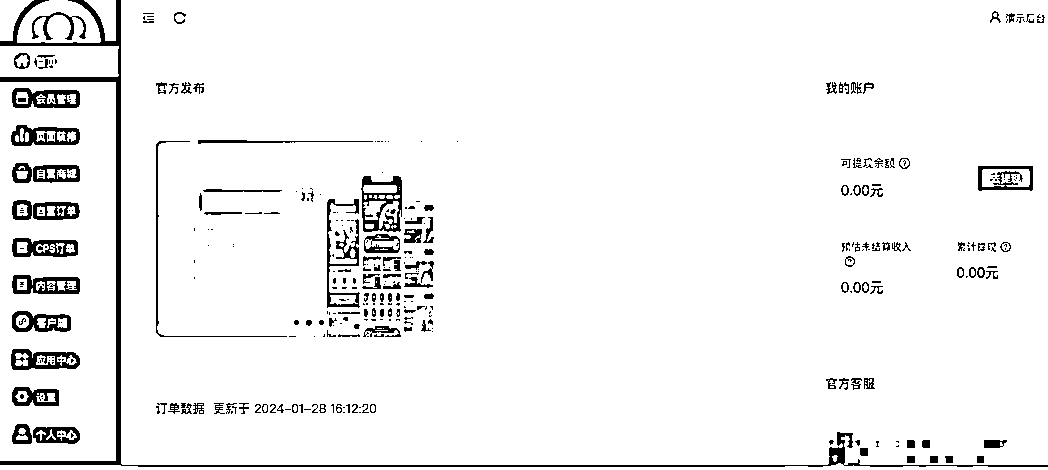 演示后台
首页
会员管理
页面装修
自营商城
自营订单
CPS订单
内容管理
客户端
应用中心
设置
个人中心
官方发布
订单数据 更新于 2024-01-28 16:12:20
我的账户
可提现余额
0.00元
去提现
预估未结算收入
0.00元
累计提现
0.00元
官方客服